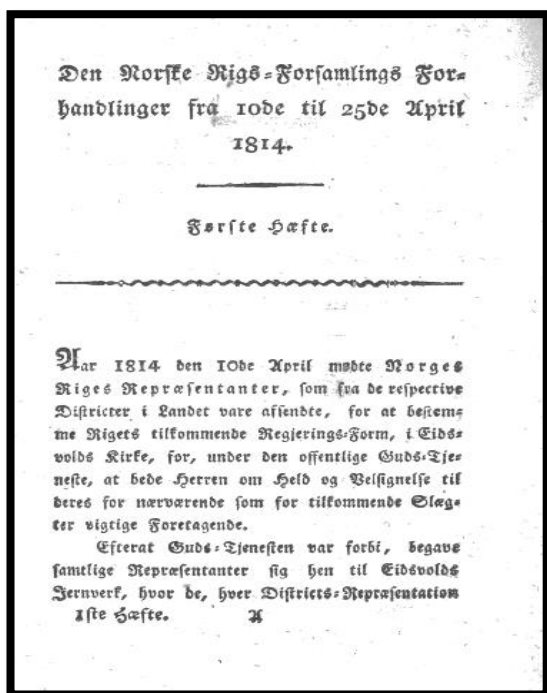 Den Norske Rigs-Forsamlings For-
handlinger fra 10de til 25de April
1814.
Første Hæfte.
Aar 1814 den 10de April mødte Norges
Riges Repræsentanter, som fra de respective
Districter i Landet vare affendte, for at bestem-
me Rigets tilkommende Regjerings-Form, i Eids-
volds Kirke, for, under den offentlige Guds-Tje-
neste, at bede Herren om Held og Velsignelse til
deres for nærværende som for tilkommende Slæg-
ter vigtige Foretagende.
Efterat Guds-Tjenesten var forbi, begave
samtlige Repræsentanter sig hen til Eidsvolds
Jernverk, hvor de, hver Districts-Repræsentation
1ste Hæfte. A